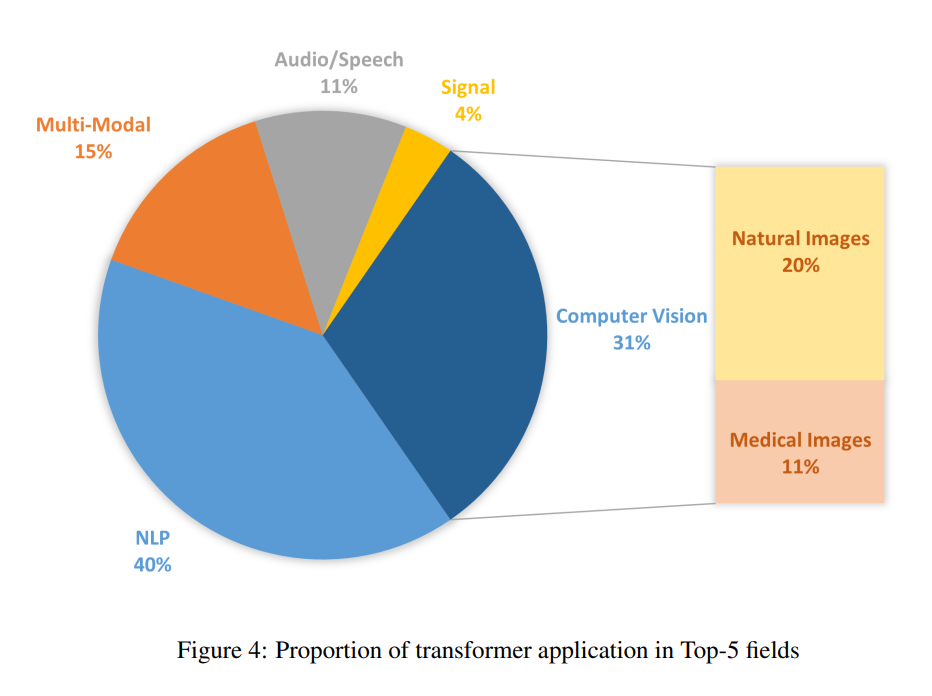 Audio/Speech
11%
Signal
4%
Multi-Modal
15%
Natural Images
20%
Computer Vision
31%
Medical Images
11%
NLP
40%
Figure 4: Proportion of transformer application in Top-5 fields